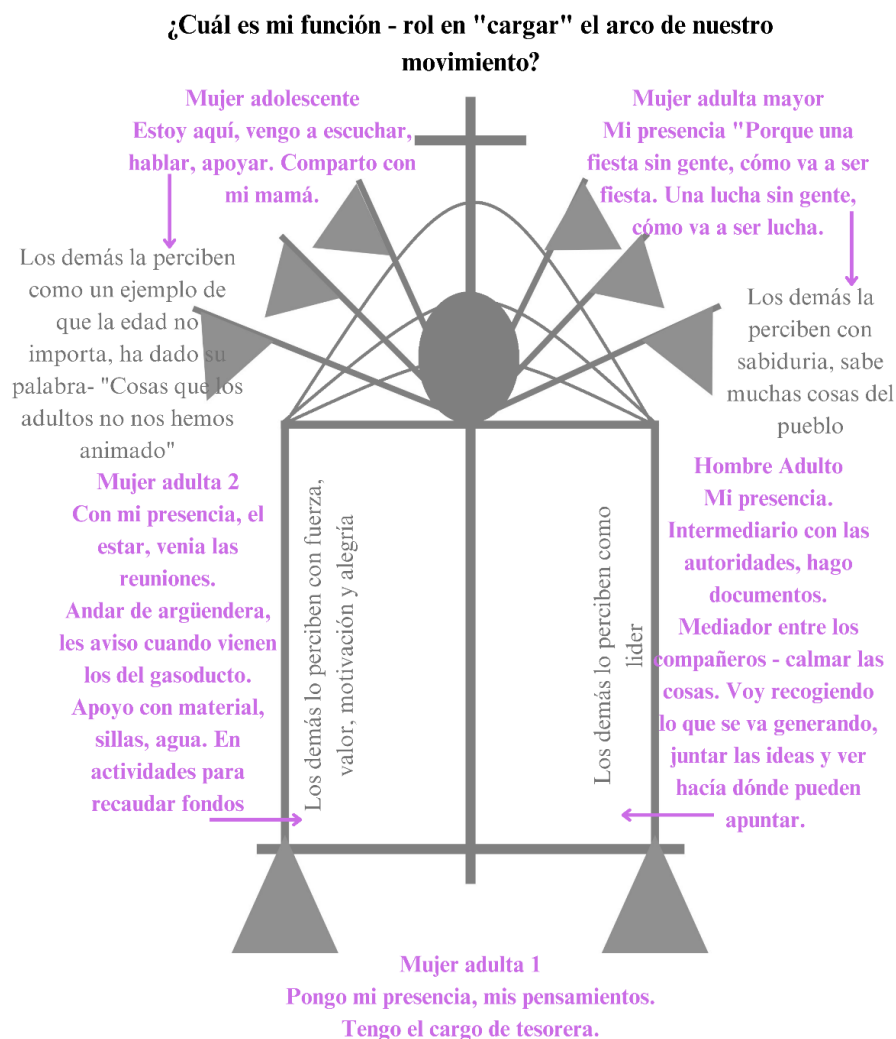 ¿Cuál es mi función - rol en "cargar" el arco de nuestro
movimiento?
Mujer adolescente
Estoy aquí, vengo a escuchar,
hablar, apoyar. Comparto con
mi mamá.
Mujer adulta mayor
Mi presencia "Porque una
fiesta sin gente, cómo va a ser
fiesta. Una lucha sin gente,
cómo va a ser lucha.
Los demás la perciben
como un ejemplo de
que la edad no
importa, ha dado su
palabra- "Cosas que los
adultos no nos hemos
animado"
Los demás la
perciben con
sabiduria, sabe
muchas cosas del
pueblo
Mujer adulta 2
Con mi presencia, el
estar, venia las
reuniones.
Andar de argüendera,
les aviso cuando vienen
los del gasoducto.
Apoyo con material,
sillas, agua. En
actividades para
recaudar fondos
Los demás lo perciben con fuerza,
valor, motivación y alegría
Los demás lo perciben como
lider
Hombre Adulto
Mi presencia.
Intermediario con las
autoridades, hago
documentos.
Mediador entre los
compañeros - calmar las
cosas. Voy recogiendo
lo que se va generando,
juntar las ideas y ver
hacía dónde pueden
apuntar.
Mujer adulta 1
Pongo mi presencia, mis pensamientos.
Tengo el cargo de tesorera.